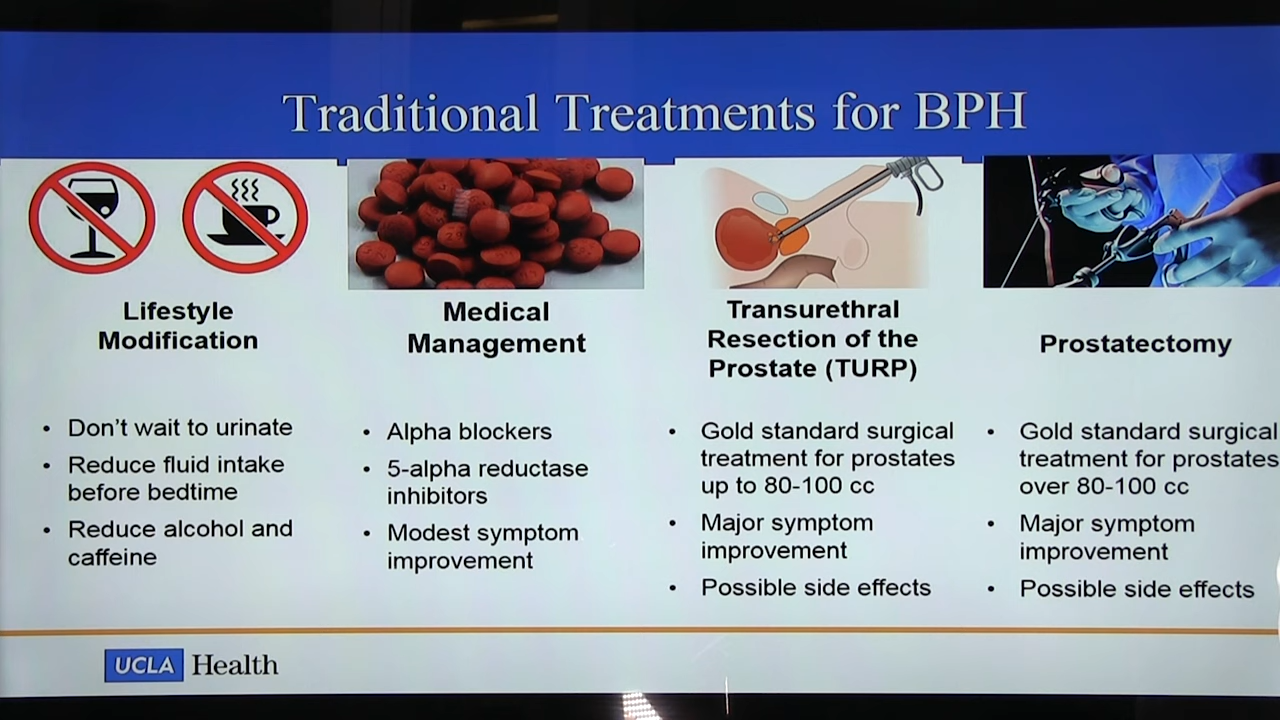 Traditional Treatments for BPH
Lifestyle
Modification
• Don't wait to urinate
• Reduce fluid intake
before bedtime
• Reduce alcohol and
caffeine
Medical
Management
• Alpha blockers
• 5-alpha reductase
inhibitors
• Modest symptom
improvement
Transurethral
Resection of the
Prostate (TURP)
• Gold standard surgical
treatment for prostates
up to 80-100 cc
• Major symptom
improvement
• Possible side effects
Prostatectomy
• Gold standard surgical
treatment for prostates
over 80-100 cc
• Major symptom
improvement
• Possible side effects
UCLA Health